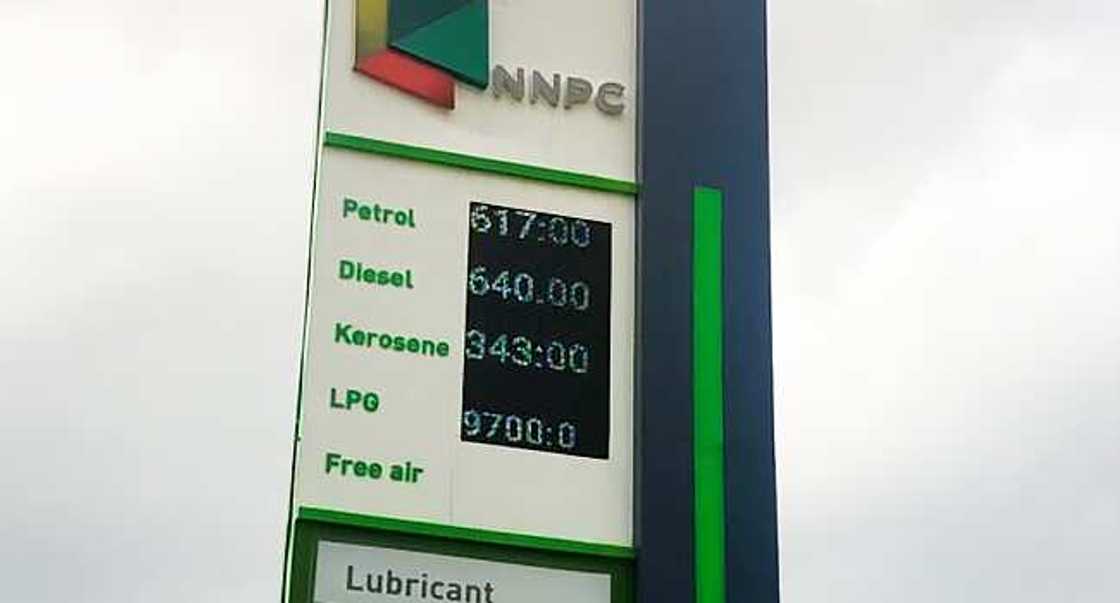 NNPC
Petrol 617:00
Diesel 640.00
Kerosene 343:00
LPG 9700:0
Free air
Lubricant